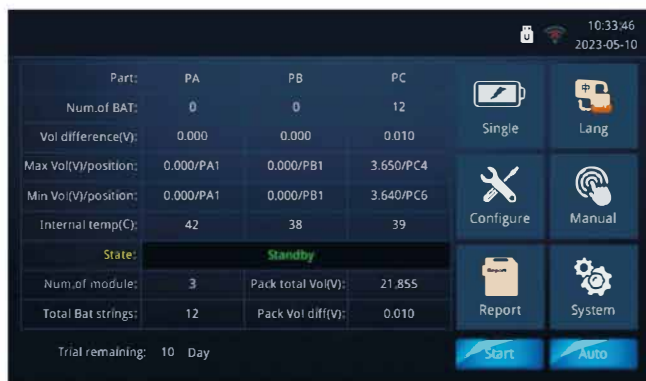 10:33:46
2023-05-10
Part: PA PB PC
Num.of BAT: 0 0 12
Vol difference(V): 0.000 0.000 0.010
Max Vol(V)/position: 0.000/PA1 0.000/PB1 3.650/PC4
Min Vol(V)/position: 0.000/PA1 0.000/PB1 3.640/PC6
Internal temp(C): 42 38 39
State: Standby
Num.of module: 3 Pack total Vol(V): 21.855
Total Bat strings: 12 Pack Vol diff(V): 0.010
Trial remaining: 10 Day
Single
中
Lang
Configure
Manual
Report
Report
System
Start
Auto